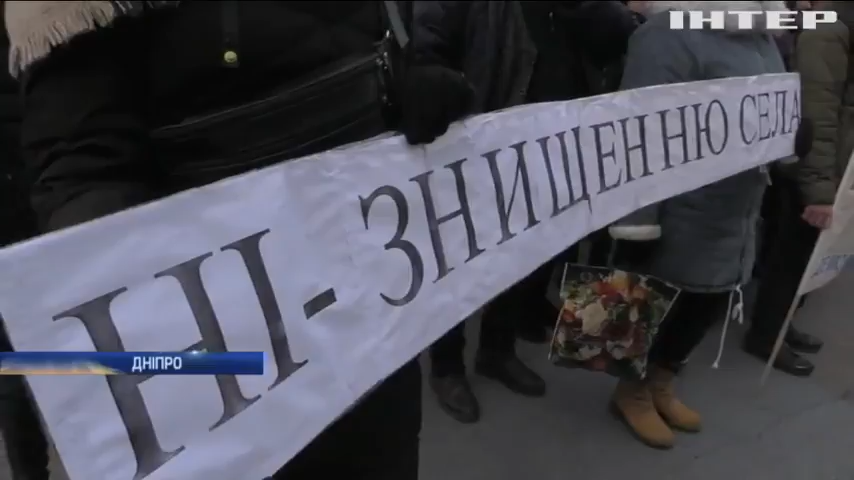 ІНТЕР
НІ - ЗНИЩЕННЮ СЕЛА
ДНІПРО